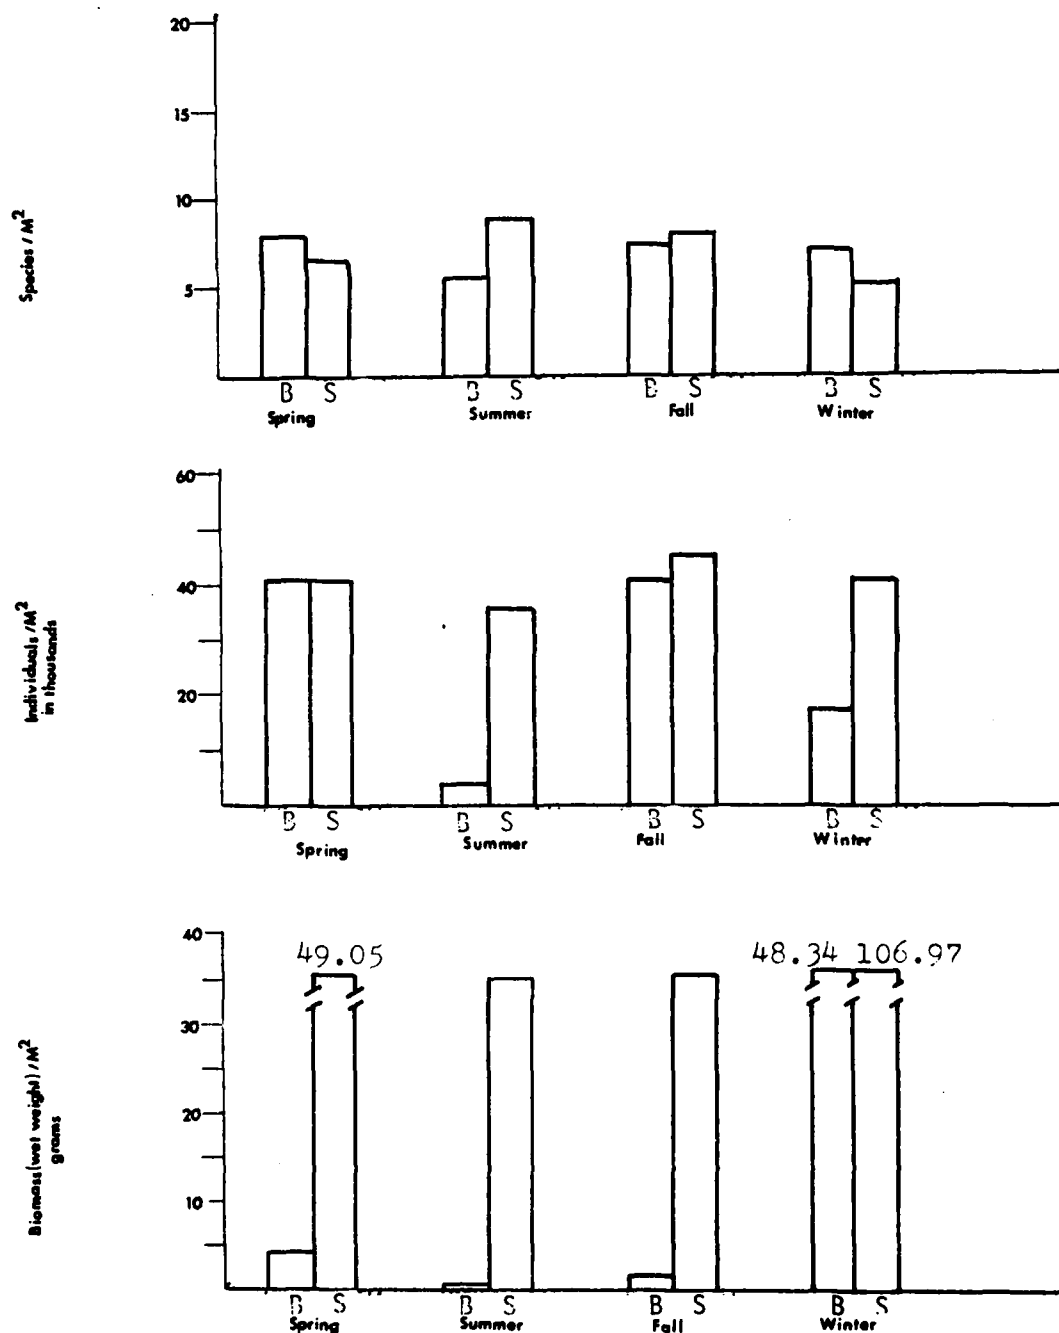 Species / M²
20
15
10
5
B S B S B S B S
Spring Summer Fall Winter
Individuals /M²
in thousands
60
40
20
B S B S B S B S
Spring Summer Fall Winter
Biomass(wet weight) /M²
grams
40
30
20
10
49.05 48.34 106.97
B S B S B S B S
Spring Summer Fall Winter